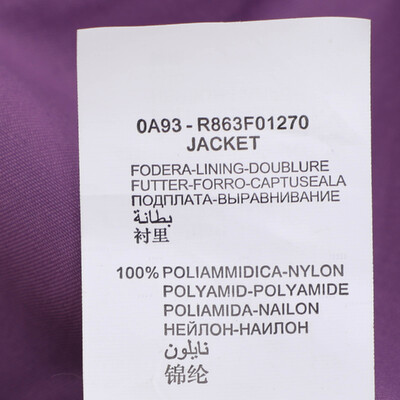 0A93 - R863F01270
JACKET
FODERA-LINING-DOUBLURE
FUTTER-FORRO-CAPTUSEALA
ПОДПЛАТА-ВЫРАВНИВАНИЕ
بطانة
衬里
100% POLIAMMIDICA-NYLON
POLYAMID-POLYAMIDE
POLIAMIDA-NAILON
НЕЙЛОН-НАИЛОН
نايلون
锦纶